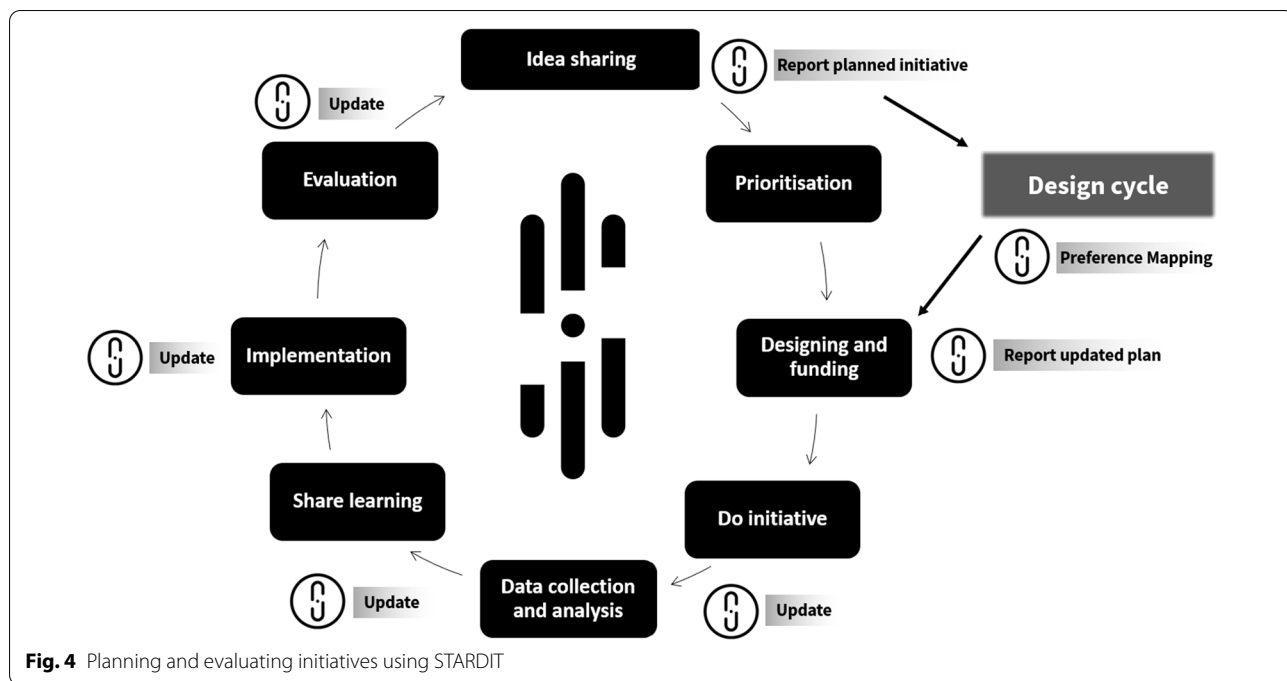 Idea sharing
Report planned initiative
Update
Evaluation
Prioritisation
Design cycle
Preference Mapping
Update
Implementation
Designing and
funding
Report updated plan
Share learning
Do initiative
Update
Data collection
and analysis
Update
Fig. 4 Planning and evaluating initiatives using STARDIT